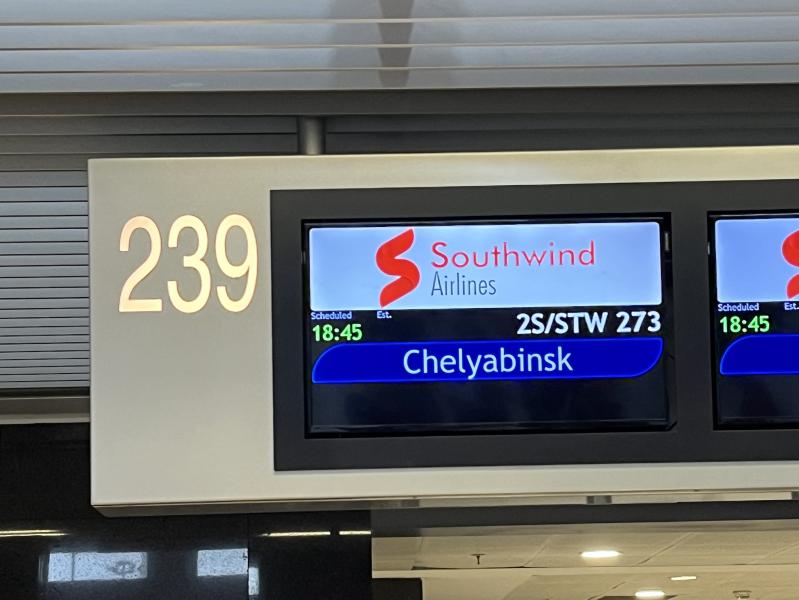 239
Southwind
Airlines
Scheduled Est.
18:45 2S/STW 273
Chelyabinsk
Scheduled Est.
18:45